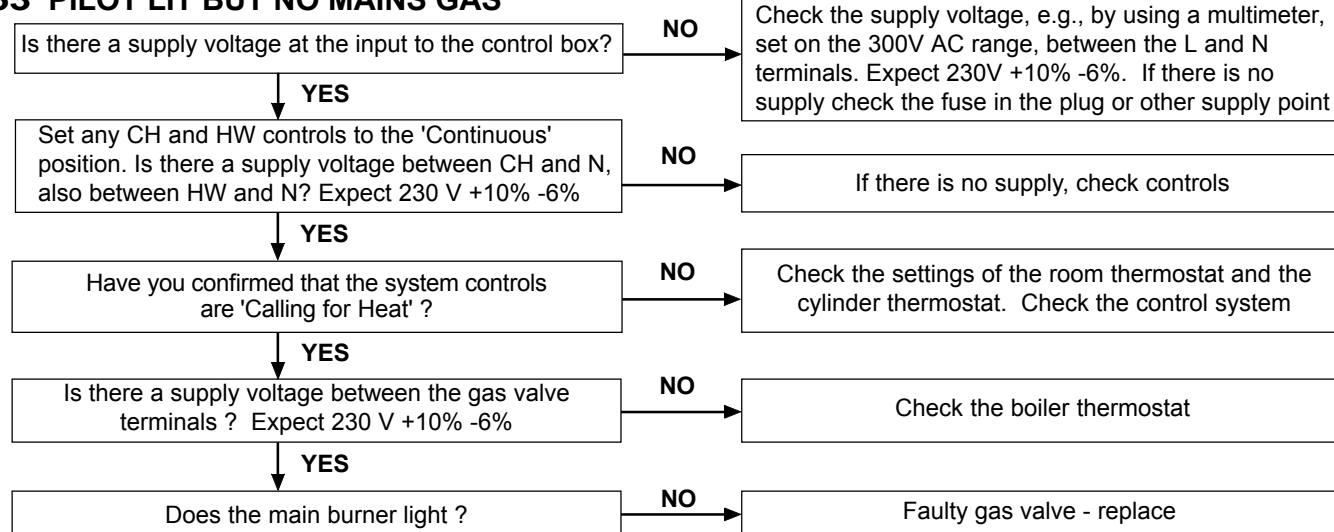 PILOT LIT BUT NO MAINS GAS
Is there a supply voltage at the input to the control box?
NO
Check the supply voltage, e.g., by using a multimeter,
set on the 300V AC range, between the L and N
terminals. Expect 230V +10% -6%. If there is no
supply check the fuse in the plug or other supply point
YES
Set any CH and HW controls to the 'Continuous'
position. Is there a supply voltage between CH and N,
also between HW and N? Expect 230 V +10% -6%
NO
If there is no supply, check controls
YES
Have you confirmed that the system controls
are 'Calling for Heat' ?
NO
Check the settings of the room thermostat and the
cylinder thermostat. Check the control system
YES
Is there a supply voltage between the gas valve
terminals ? Expect 230 V +10% -6%
NO
Check the boiler thermostat
YES
Does the main burner light ?
NO
Faulty gas valve - replace